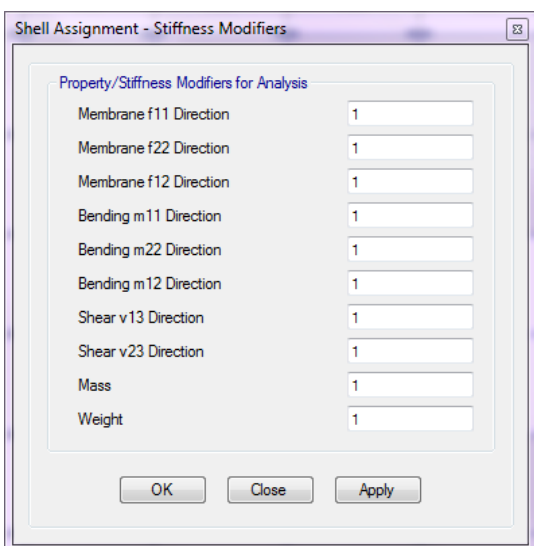 Shell Assignment - Stiffness Modifiers
Property/Stiffness Modifiers for Analysis
Membrane f11 Direction 1
Membrane f22 Direction 1
Membrane f12 Direction 1
Bending m11 Direction 1
Bending m22 Direction 1
Bending m12 Direction 1
Shear v13 Direction 1
Shear v23 Direction 1
Mass 1
Weight 1
OK Close Apply